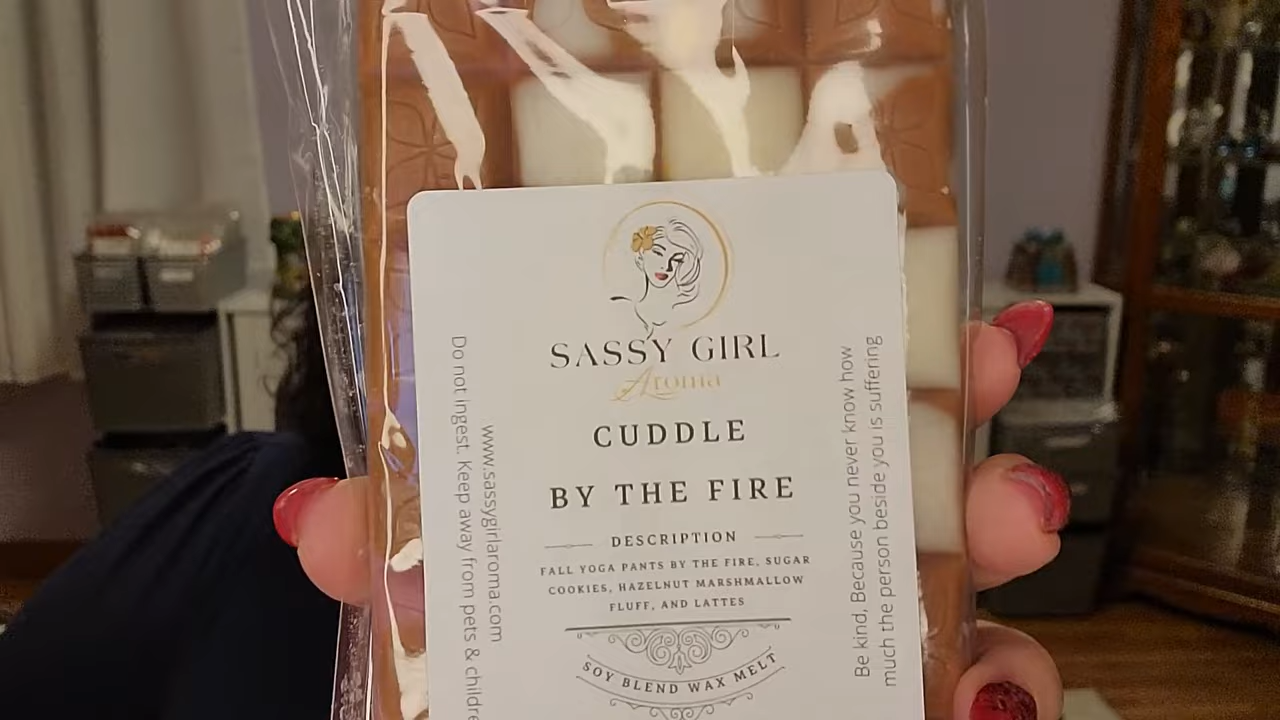 SASSY GIRL
Aroma
CUDDLE
BY THE FIRE
DESCRIPTION
FALL YOGA PANTS BY THE FIRE, SUGAR
COOKIES, HAZELNUT MARSHMALLOW
FLUFF, AND LATTES
SOY BLEND WAX MELT
www.sassygirlaroma.com
Do not ingest. Keep away from pets & childre
Be kind, Because you never know how
much the person beside you is suffering